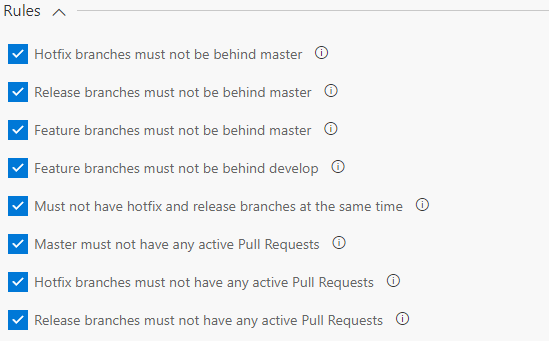 Rules
Hotfix branches must not be behind master
Release branches must not be behind master
Feature branches must not be behind master
Feature branches must not be behind develop
Must not have hotfix and release branches at the same time
Master must not have any active Pull Requests
Hotfix branches must not have any active Pull Requests
Release branches must not have any active Pull Requests